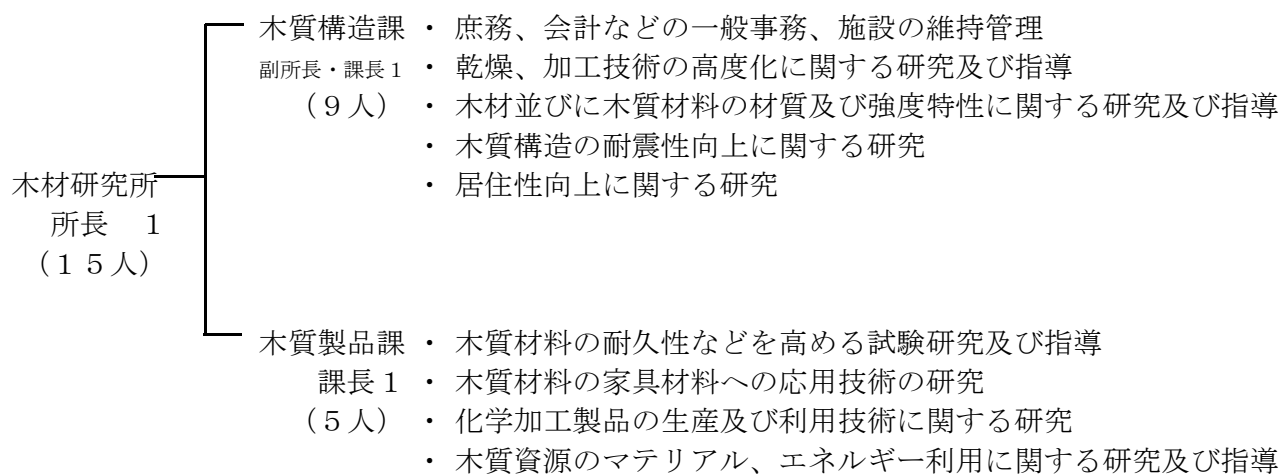 木質構造課 ・ 庶務、会計などの一般事務、施設の維持管理
副所長・課長1 ・ 乾燥、加工技術の高度化に関する研究及び指導
(9人) ・ 木材並びに木質材料の材質及び強度特性に関する研究及び指導
・ 木質構造の耐震性向上に関する研究
・ 居住性向上に関する研究
木材研究所
所長 1
(15人)
木質製品課 ・ 木質材料の耐久性などを高める試験研究及び指導
課長1 ・ 木質材料の家具材料への応用技術の研究
(5人) ・ 化学加工製品の生産及び利用技術に関する研究
・ 木質資源のマテリアル、エネルギー利用に関する研究及び指導